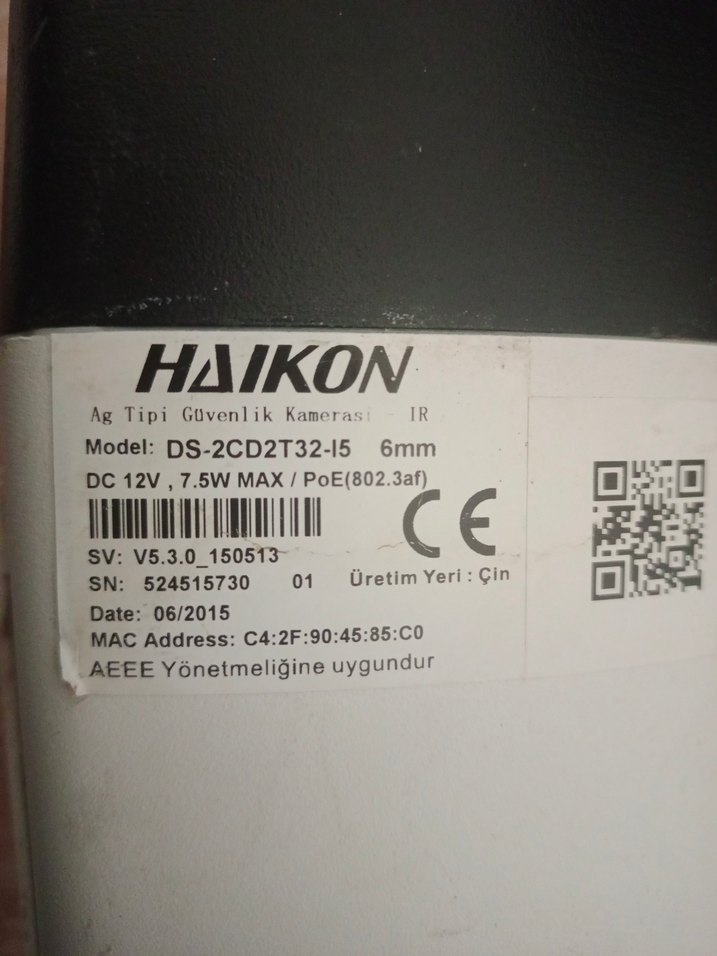 HAIKON
Ag Tipi Güvenlik Kamerasi - IR
Model: DS-2CD2T32-I5 6mm
DC 12V , 7.5W MAX / PoE(802.3af)
CE
SV: V5.3.0_150513
SN: 524515730 01 Üretim Yeri : Çin
Date: 06/2015
MAC Address: C4:2F:90:45:85:C0
AEEE Yönetmeliğine uygundur